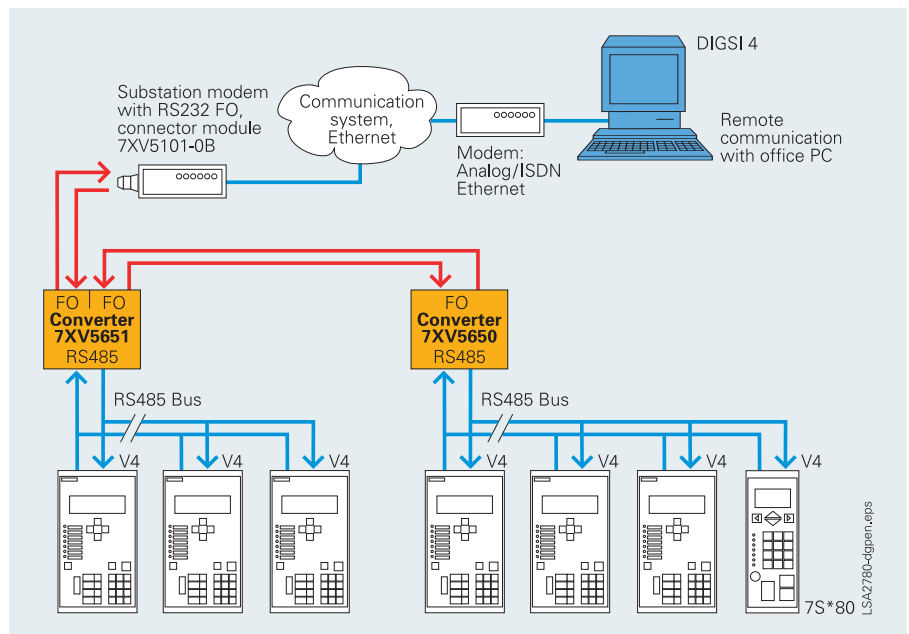 DIGSI 4
Substation modem
with RS232 FO,
connector module
7XV5101-0B
Communication
system,
Ethernet
Modem:
Analog/ISDN
Ethernet
Remote
communication
with office PC
FO FO
Converter
7XV5651
RS485
FO
Converter
7XV5650
RS485
RS485 Bus
RS485 Bus
V4
V4
V4
V4
V4
V4
V4
7S*80
LSA2780-dgpen.eps